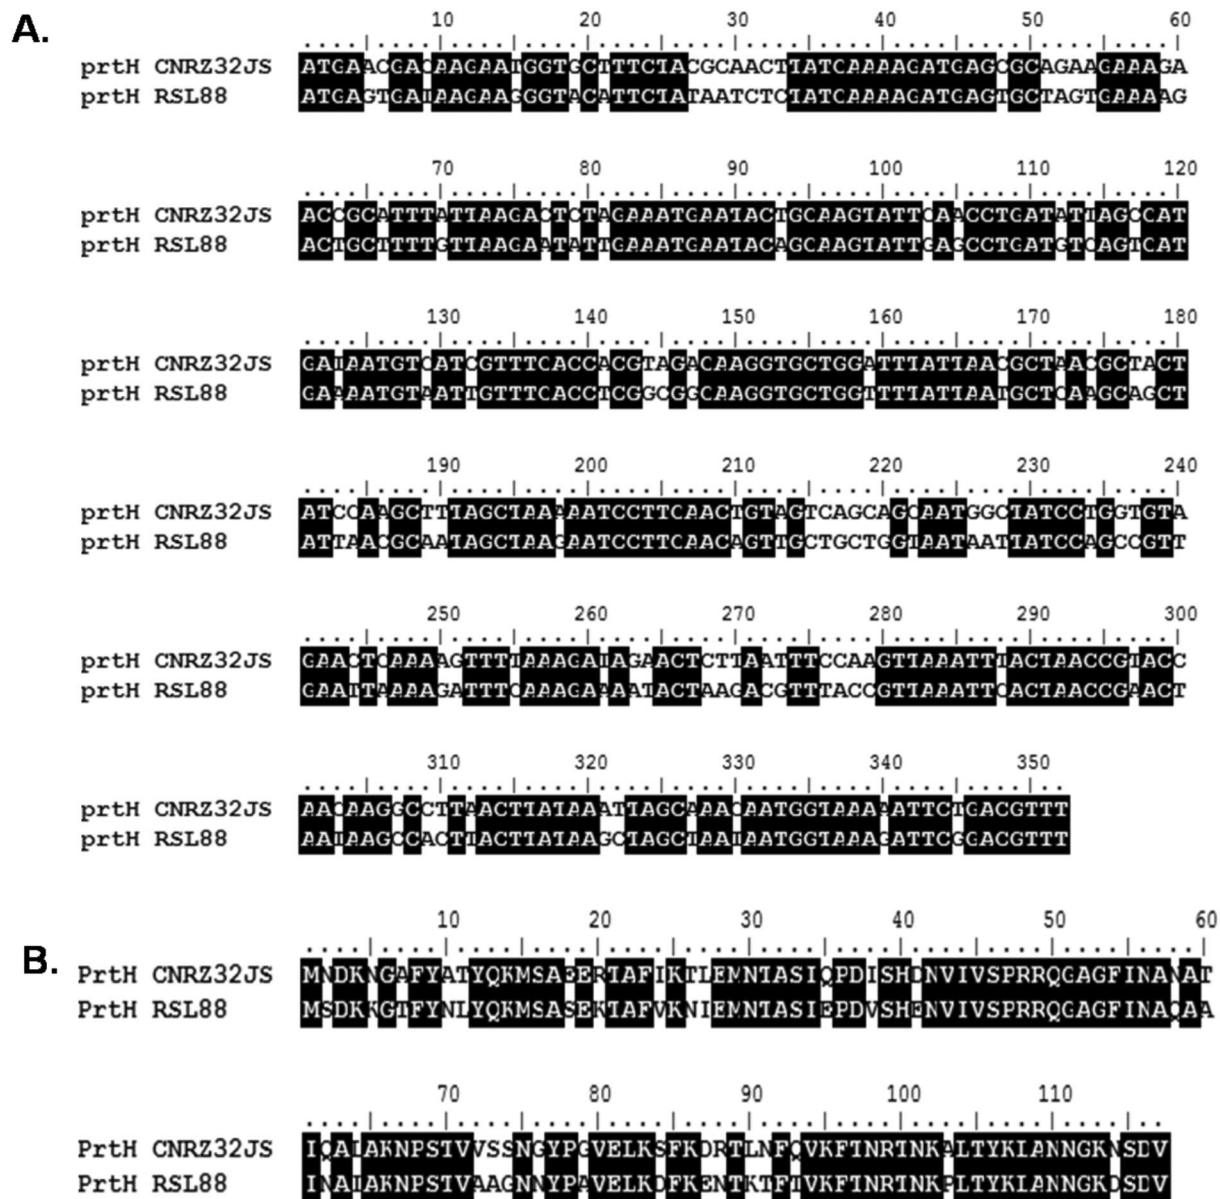 A.
10 20 30 40 50 60
prtH CNRZ32JS ATGAACGACAAGAATGGTGCTTTCTACGCAACTTATCAAAAGATGAGCGCAGAAGAAAGA
prtH RSL88 ATGAGTGATAAGAAGGGTACATTCTATAATCTCTATCAAAAGATGAGTGCTAGTGAAAAG
70 80 90 100 110 120
prtH CNRZ32JS ACCGCATTTATTAAGACTCTAGAAATGAATACTGCAAGTATTCAACCTGATATTAGCCAT
prtH RSL88 ACTGCTTTTGTTAAGAATATTGAAATGAATACAGCAAGTATTGAGCCTGATGTCAGTCAT
130 140 150 160 170 180
prtH CNRZ32JS GATAATGTCATCGTTTCACCACGTAGACAAGGTGCTGGATTTATTAACGCTAACGCTACT
prtH RSL88 GAAAATGTAATTGTTTCACCTCGGCGGCAAGGTGCTGGTTTTATTAATGCTCAAGCAGCT
190 200 210 220 230 240
prtH CNRZ32JS ATCCAAGCTTTAGCTAAAAATCCTTCAACTGTAGTCAGCAGCAATGGCTATCCTGGTGTA
prtH RSL88 ATTAACGCAATAGCTAAGAATCCTTCAACAGTTGCTGCTGGTAATAATTATCCAGCCGTT
250 260 270 280 290 300
prtH CNRZ32JS GAACTCAAAAGTTTTAAAGATAGAACTCTTAATTTCCAAGTTAAATTTACTAACCGTACC
prtH RSL88 GAATTAAAAGATTTCAAAGAAAATACTAAGACGTTTACCGTTAAATTCACTAACCGAACT
310 320 330 340 350
prtH CNRZ32JS AACAAGGCCTTAACTTATAAATTAGCAAACAATGGTAAAAATTCTGACGTTT
prtH RSL88 AATAAGCCACTTACTTATAAGCTAGCTAATAATGGTAAAGATTCGGACGTTT
B.
10 20 30 40 50 60
PrtH CNRZ32JS MNDKNGAFYATYQKMSAEERTAFIKTLEMNTASIQPDISHDNVIVSPRRQGAGFINANAT
PrtH RSL88 MSDKKGTFYNLYQKMSASEKTAFVKNIEMNTASIEPDVSHENVIVSPRRQGAGFINAQAA
70 80 90 100 110
PrtH CNRZ32JS IQALAKNPSTVVSSNGYPGVELKSFKDRTLNFQVKFTNRTNKALTYKLANNGKNSDV
PrtH RSL88 INAIAKNPSTVAAGNNYPAVELKDFKENTKTFTVKFTNRTNKPLTYKLANNGKDSDV